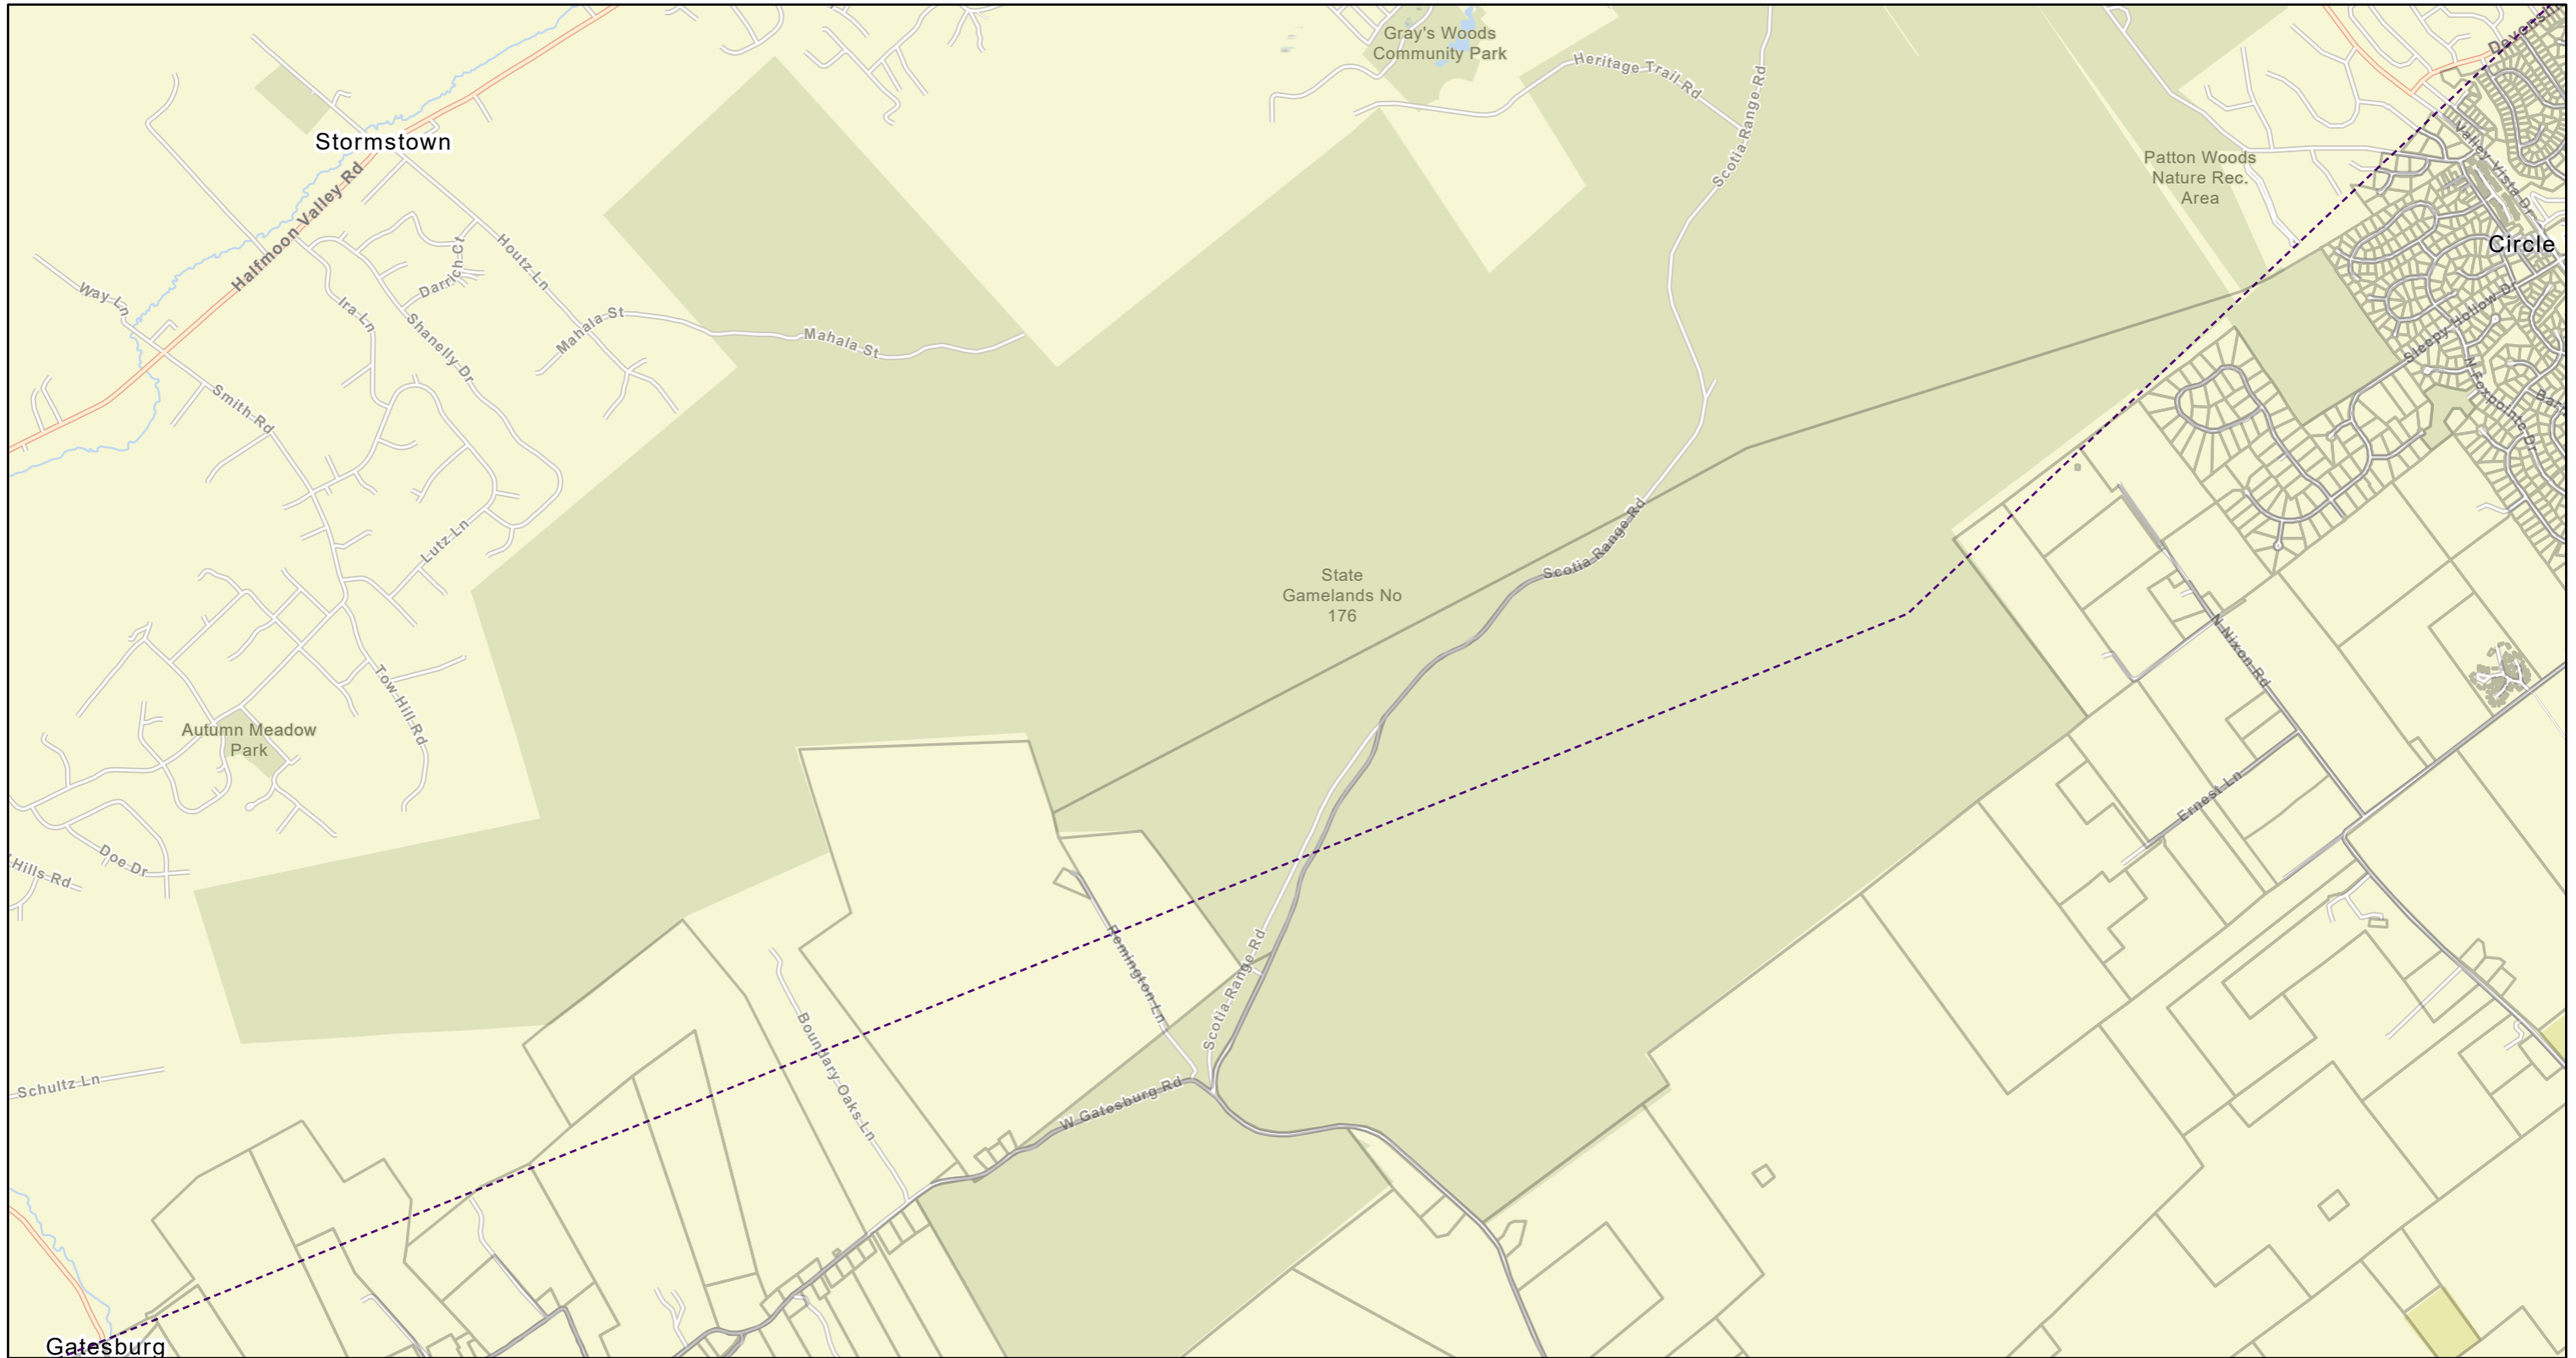 Gray's Woods
Community Park
Devons
Heritage Trail Rd
Scotia Range Rd
Stormstown
Halfmoon Valley Rd
Valley Vista Dr
Patton Woods
Nature Rec.
Area
Circle
Houtz Ln
Darrich Ct
Way Ln
Ira Ln
Shanelly Dr
Mahala St
Mahala St
Sleepy Hollow Dr
N Foxpointe Dr
Smith Rd
Lutz Ln
Scotia Range Rd
State
Gamelands No
176
N Nixon Rd
Tow Hill Rd
Autumn Meadow
Park
Ernest Ln
Doe Dr
Hills Rd
Remington Ln
Scotia Range Rd
Boundary Oaks Ln
Schultz Ln
W Gatesburg Rd
Gatesburg